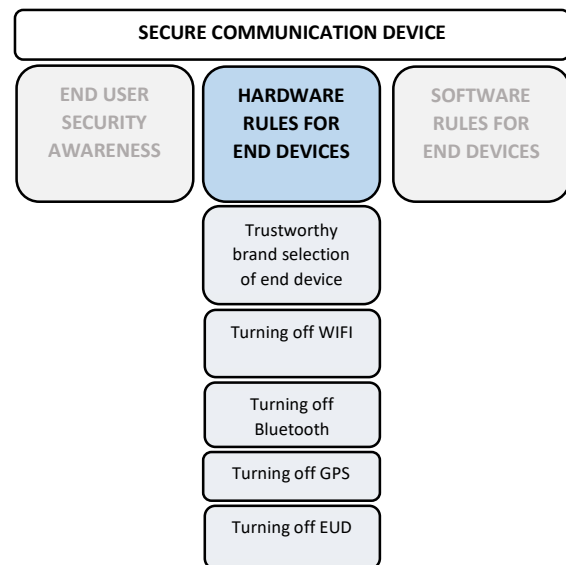 SECURE COMMUNICATION DEVICE
END USER
SECURITY
AWARENESS
HARDWARE
RULES FOR
END DEVICES
SOFTWARE
RULES FOR
END DEVICES
Trustworthy
brand selection
of end device
Turning off WIFI
Turning off
Bluetooth
Turning off GPS
Turning off EUD